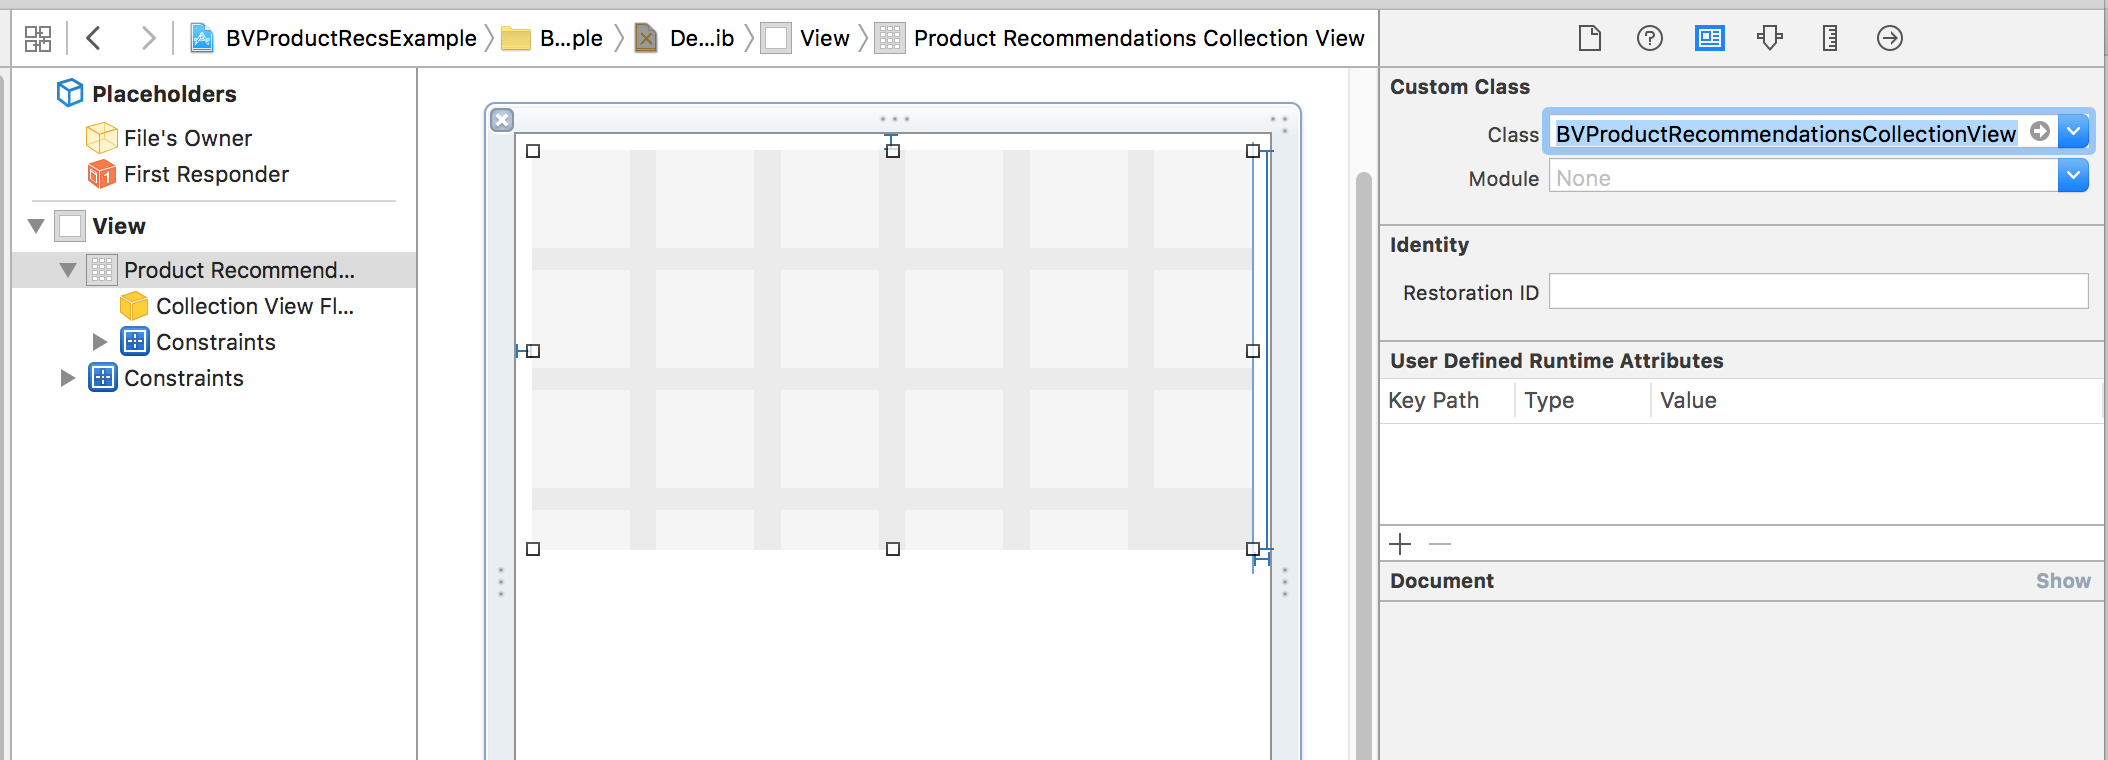 BVProductRecsExample B...ple De...ib View Product Recommendations Collection View
Placeholders
File's Owner
First Responder
View
Product Recommend...
Collection View Fl...
Constraints
Constraints
Custom Class
Class BVProductRecommendationsCollectionView
Module None
Identity
Restoration ID
User Defined Runtime Attributes
Key Path Type Value
Document Show